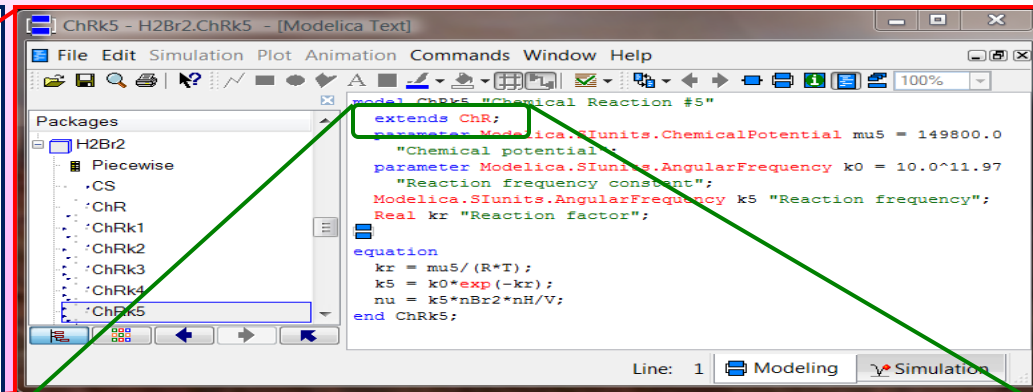 ChRk5 - H2Br2.ChRk5 - [Modelica Text]
File Edit Simulation Plot Animation Commands Window Help
100%
Packages
H2Br2
Piecewise
CS
ChR
ChRk1
ChRk2
ChRk3
ChRk4
ChRk5
model ChRk5 "Chemical Reaction #5"
extends ChR;
parameter Modelica.SIunits.ChemicalPotential mu5 = 149800.0
"Chemical potential";
parameter Modelica.SIunits.AngularFrequency k0 = 10.0^11.97
"Reaction frequency constant";
Modelica.SIunits.AngularFrequency k5 "Reaction frequency";
Real kr "Reaction factor";
equation
kr = mu5/(R*T);
k5 = k0*exp(-kr);
nu = k5*nBr2*nH/V;
end ChRk5;
Line: 1 Modeling Simulation